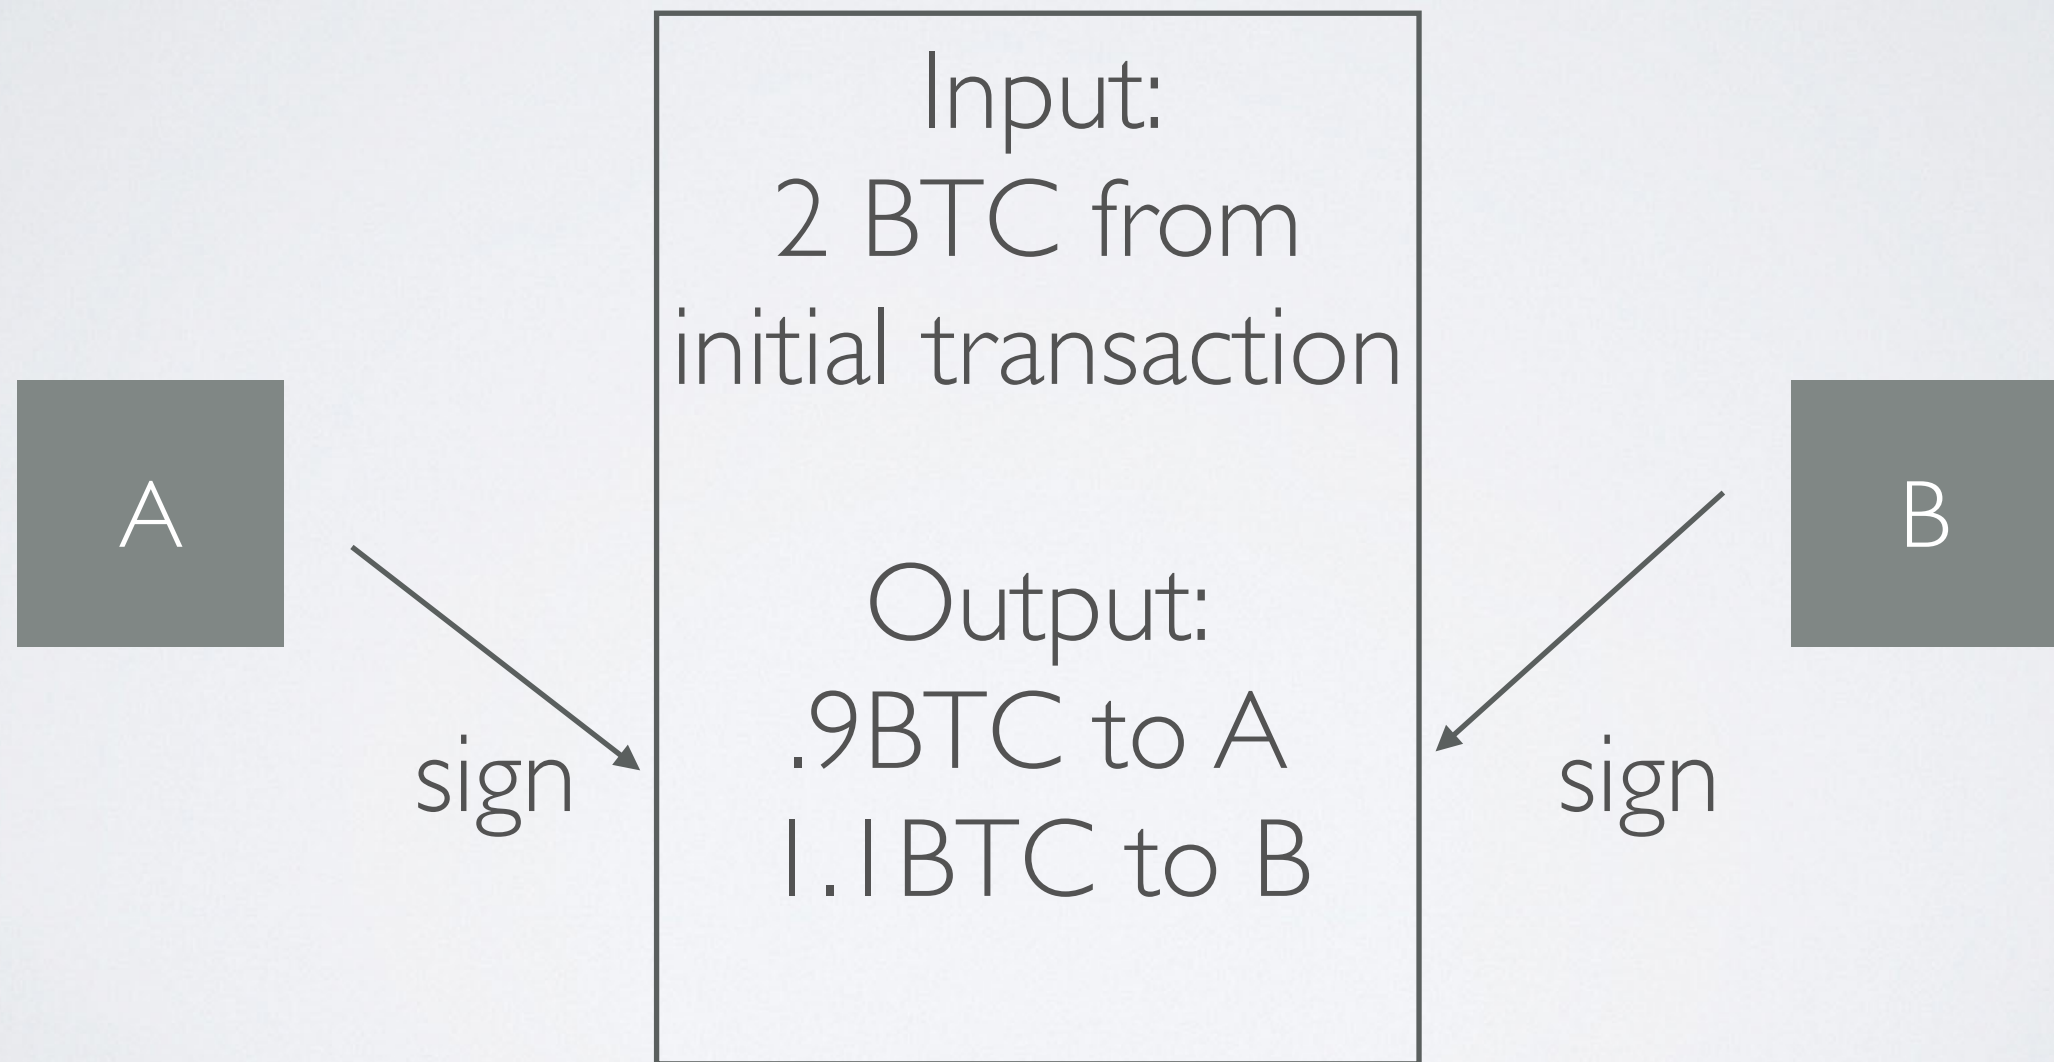 Input:
2 BTC from
initial transaction
A
B
Output:
.9BTC to A
sign
sign
1.1BTC to B